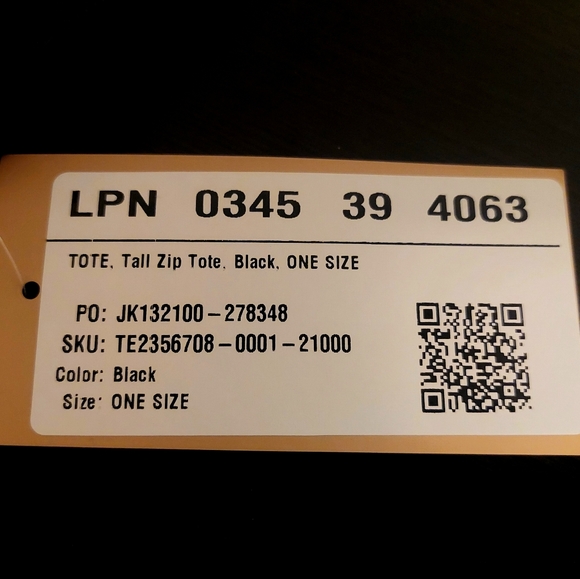 LPN 0345 39 4063
TOTE, Tall Zip Tote, Black, ONE SIZE
PO: JK132100-278348
SKU: TE2356708-0001-21000
Color: Black
Size: ONE SIZE